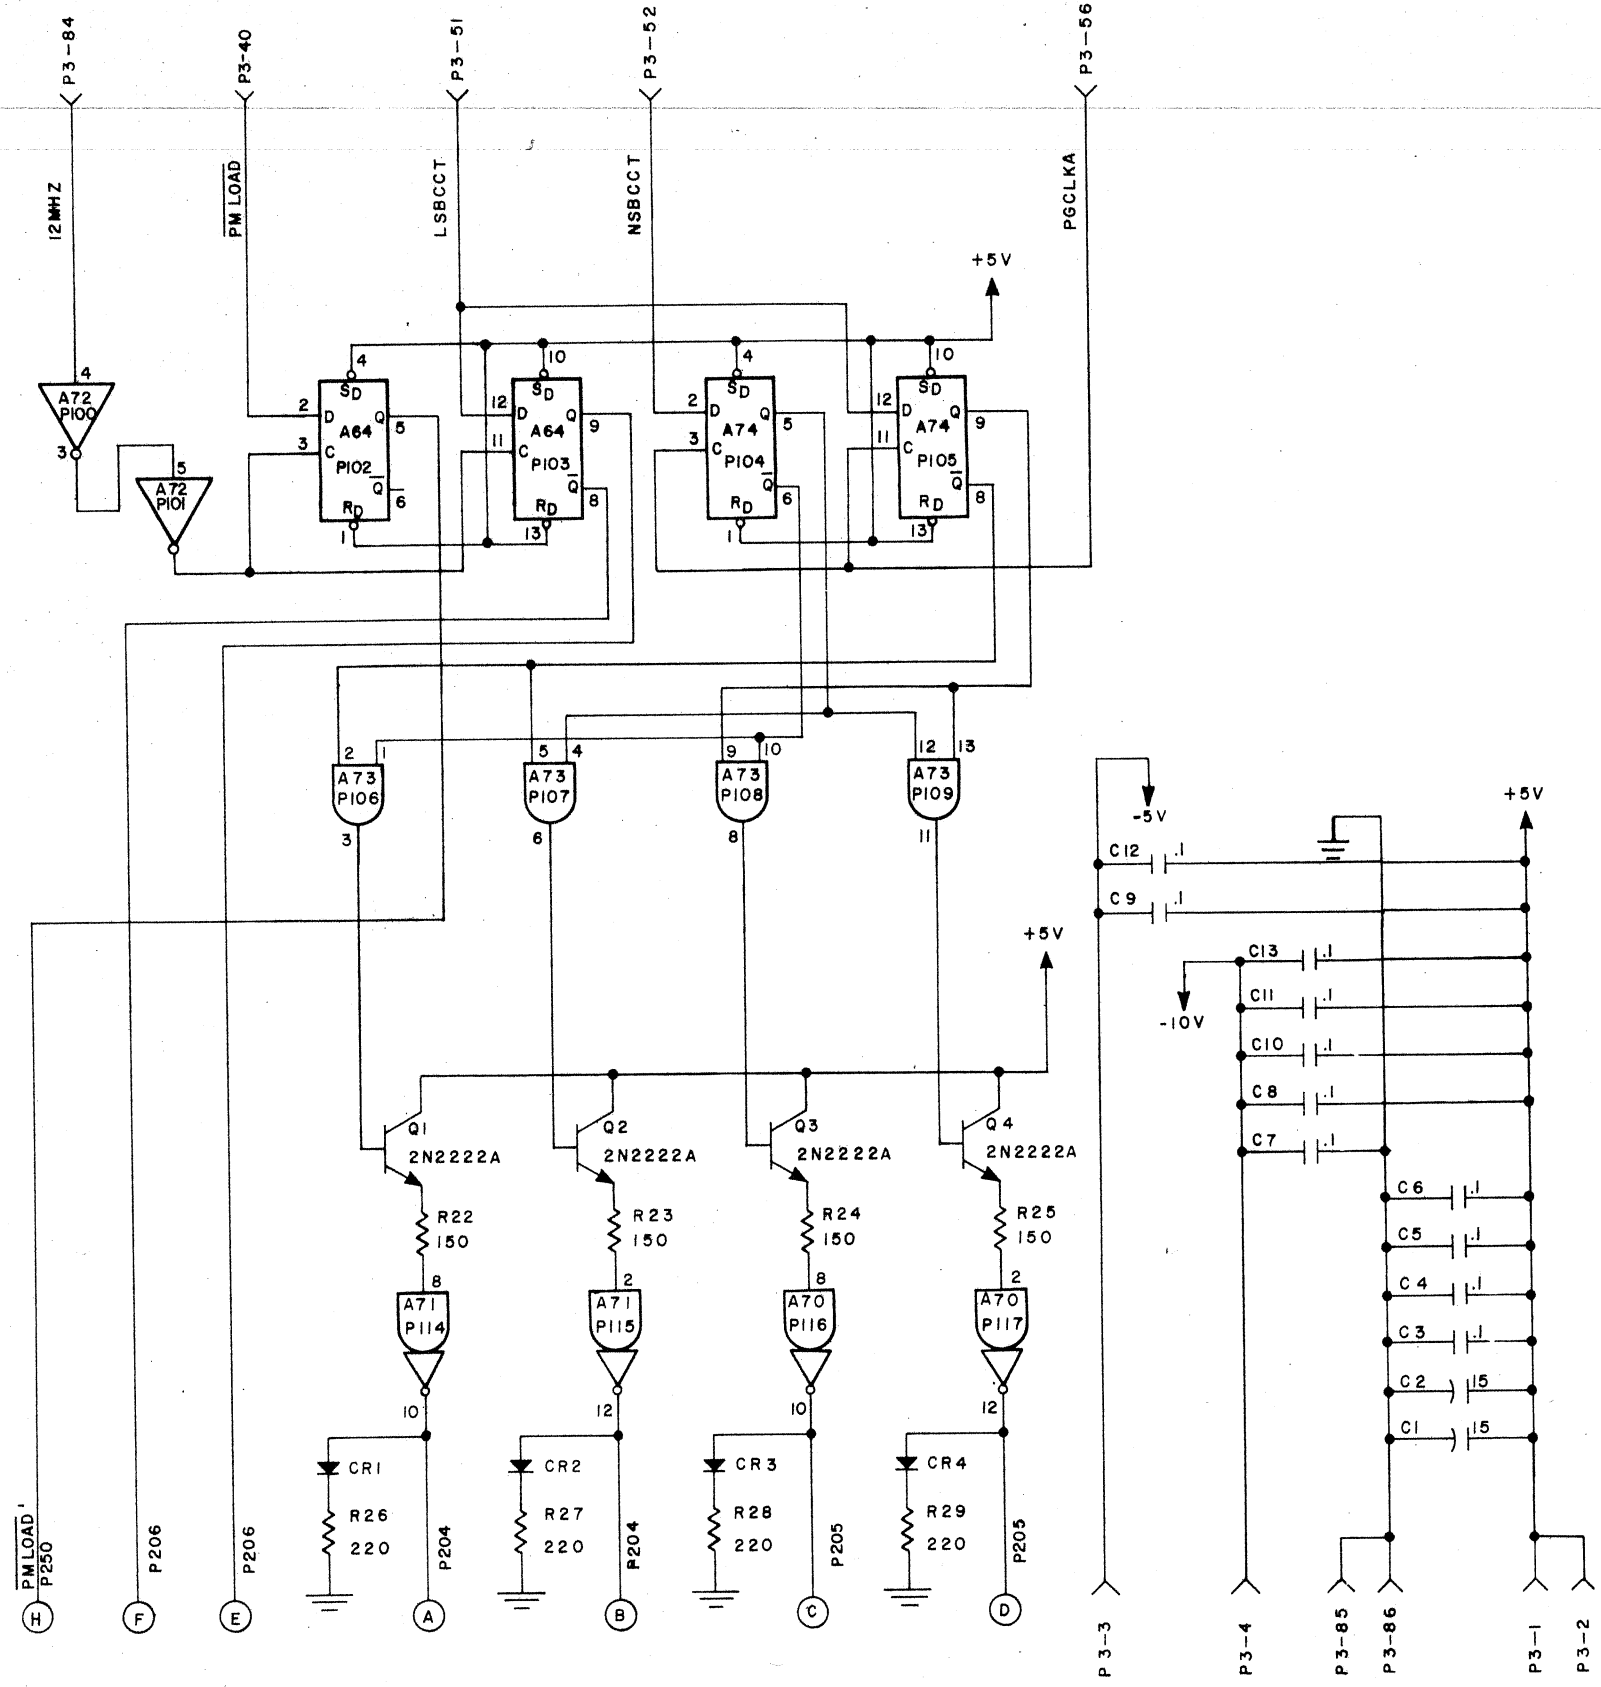 P3-84
P3-40
P3-51
P3-52
P3-56
12MHZ
PM LOAD
LSBCCT
NSBCCT
PGCLKA
+5V
4
A72
P100
3
5
A72
P101
4
SD
2 D Q 5
A64
3 C
P102
Q
6
RD
1
10
SD
12 D Q 9
A64
11 C
P103
Q
8
RD
13
4
SD
2 D Q 5
A74
3 C
P104
Q
6
RD
1
10
SD
12 D Q 9
A74
11 C
P105
Q
8
RD
13
2 1
A73
P106
3
5 4
A73
P107
6
9 10
A73
P108
8
12 13
A73
P109
11
+5V
Q1
2N2222A
Q2
2N2222A
Q3
2N2222A
Q4
2N2222A
R22
150
R23
150
R24
150
R25
150
8
A71
P114
10
2
A71
P115
12
8
A70
P116
10
2
A70
P117
12
CR1
R26
220
CR2
R27
220
CR3
R28
220
CR4
R29
220
PM LOAD'
P250
P206
P206
P204
P204
P205
P205
H
F
E
A
B
C
D
-5V
+5V
C12 .1
C9 .1
C13 .1
-10V
C11 .1
C10 .1
C8 .1
C7 .1
C6 .1
C5 .1
C4 .1
C3 .1
C2 15
C1 15
P3-3
P3-4
P3-85
P3-86
P3-1
P3-2